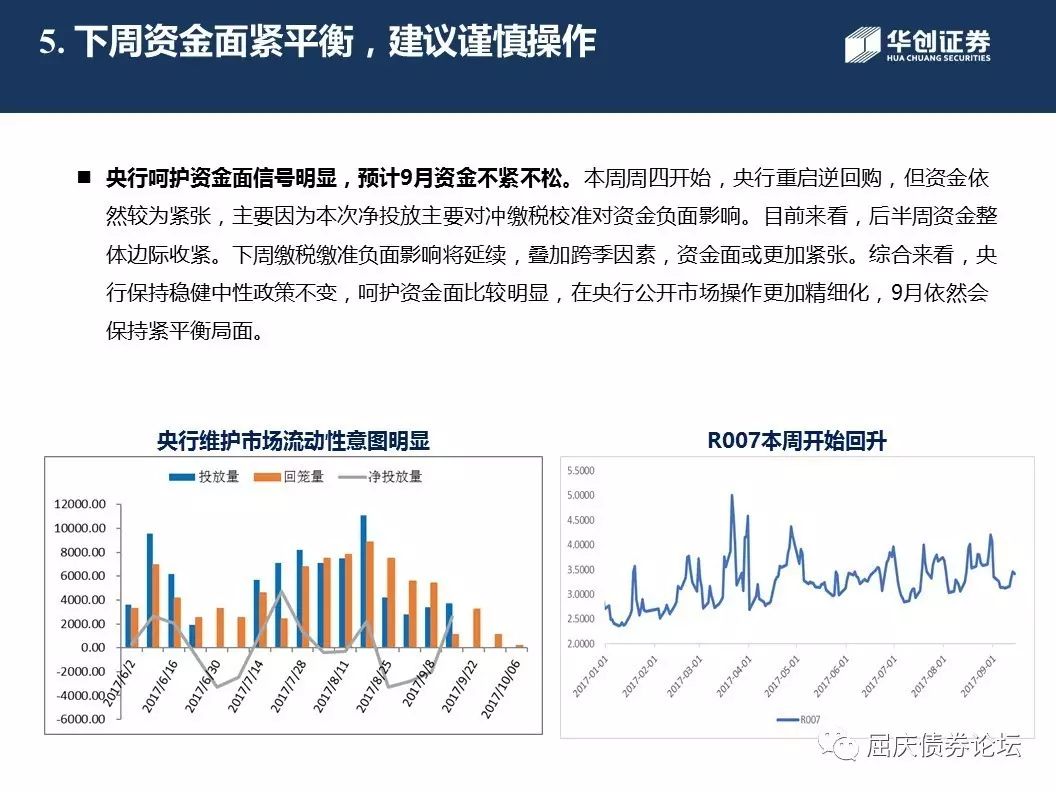 5. 下周资金面紧平衡，建议谨慎操作
华创证券
HUA CHUANG SECURITIES
■ 央行呵护资金面信号明显，预计9月资金不紧不松。本周周四开始，央行重启逆回购，但资金依
然较为紧张，主要因为本次净投放主要对冲缴税校准对资金负面影响。目前来看，后半周资金整
体边际收紧。下周缴税缴准负面影响将延续，叠加跨季因素，资金面或更加紧张。综合来看，央
行保持稳健中性政策不变，呵护资金面比较明显，在央行公开市场操作更加精细化，9月依然会
保持紧平衡局面。
央行维护市场流动性意图明显
投放量 回笼量 净投放量
12000.00
10000.00
8000.00
6000.00
4000.00
2000.00
0.00
-2000.00
-4000.00
-6000.00
2017/6/2
2017/6/16
2017/6/30
2017/7/14
2017/7/28
2017/8/11
2017/8/25
2017/9/8
2017/9/22
2017/10/06
R007本周开始回升
5.5000
5.0000
4.5000
4.0000
3.5000
3.0000
2.5000
2.0000
2017-01-01
2017-02-01
2017-03-01
2017-04-01
2017-05-01
2017-06-01
2017-07-01
2017-08-01
2017-09-01
R007
屈庆债券论坛